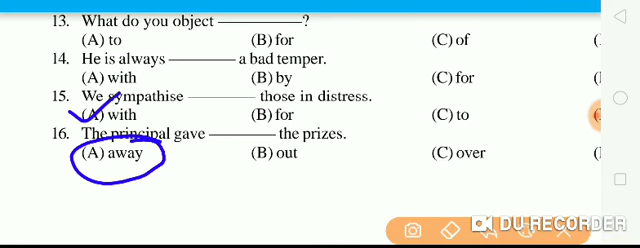 13. What do you object ————?
(A) to (B) for (C) of (
14. He is always ———— a bad temper.
(A) with (B) by (C) for (
15. We sympathise ———— those in distress.
(A) with (B) for (C) to (
16. The principal gave ———— the prizes.
(A) away (B) out (C) over (
DU RECORDER